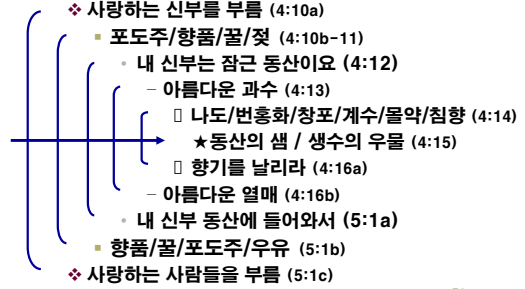 ❖ 사랑하는 신부를 부름 (4:10a)
▪ 포도주/향품/꿀/젖 (4:10b-11)
• 내 신부는 잠근 동산이요 (4:12)
– 아름다운 과수 (4:13)
▯ 나도/번홍화/창포/계수/몰약/침향 (4:14)
★동산의 샘 / 생수의 우물 (4:15)
▯ 향기를 날리라 (4:16a)
– 아름다운 열매 (4:16b)
• 내 신부 동산에 들어와서 (5:1a)
▪ 향품/꿀/포도주/우유 (5:1b)
❖ 사랑하는 사람들을 부름 (5:1c)